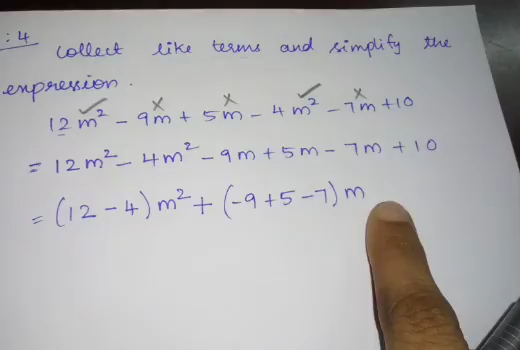 : 4
collect like terms and simplify the
expression.
12m² - 9m + 5m - 4m² - 7m + 10
= 12m² - 4m² - 9m + 5m - 7m + 10
= (12 - 4) m² + (-9 + 5 - 7) m